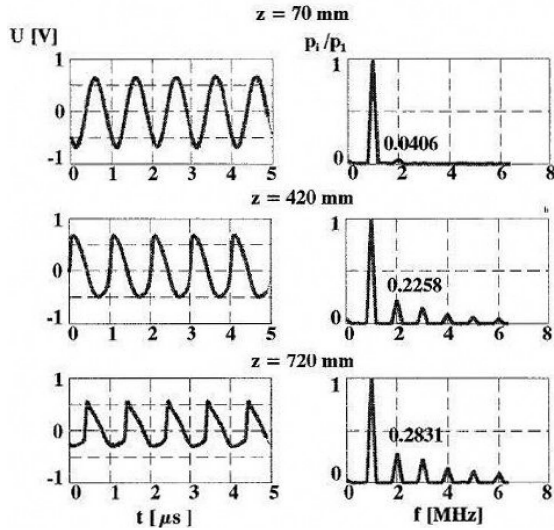 z = 70 mm
U [V]
p_i /p_1
1
0
-1
0 1 2 3 4 5
1
0.0406
0
0 2 4 6 8
z = 420 mm
1
0
-1
0 1 2 3 4 5
1
0.2258
0
0 2 4 6 8
z = 720 mm
1
0
-1
0 1 2 3 4 5
t [ μs ]
1
0.2831
0
0 2 4 6 8
f [MHz]